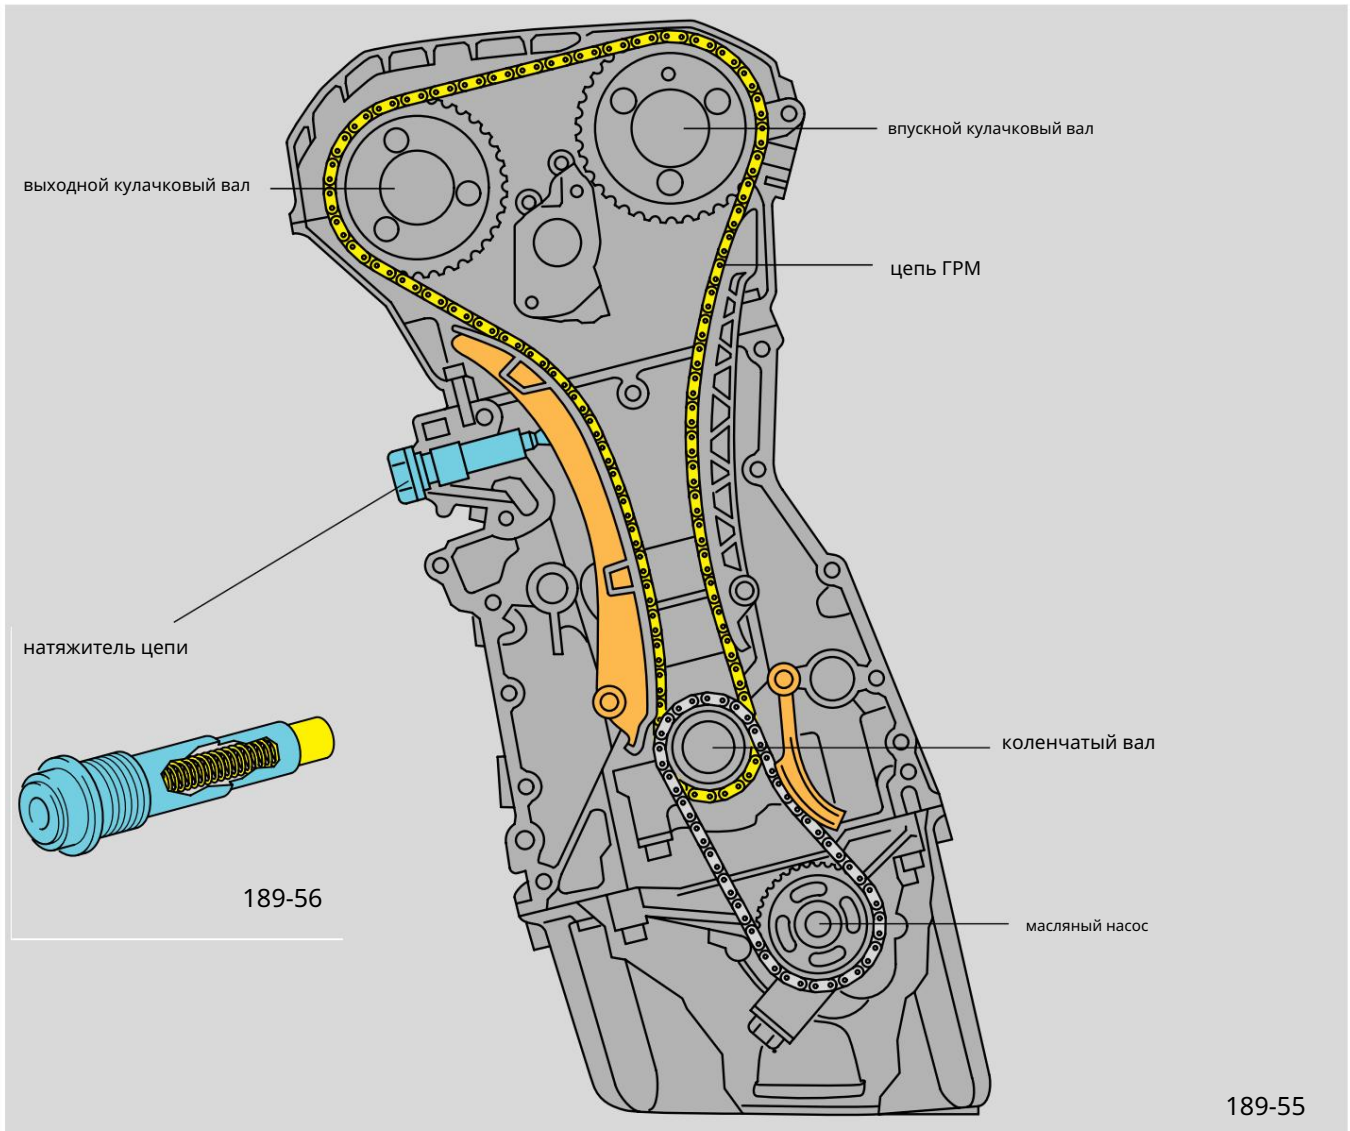 впускной кулачковый вал
выходной кулачковый вал
цепь ГРМ
натяжитель цепи
коленчатый вал
189-56
масляный насос
189-55